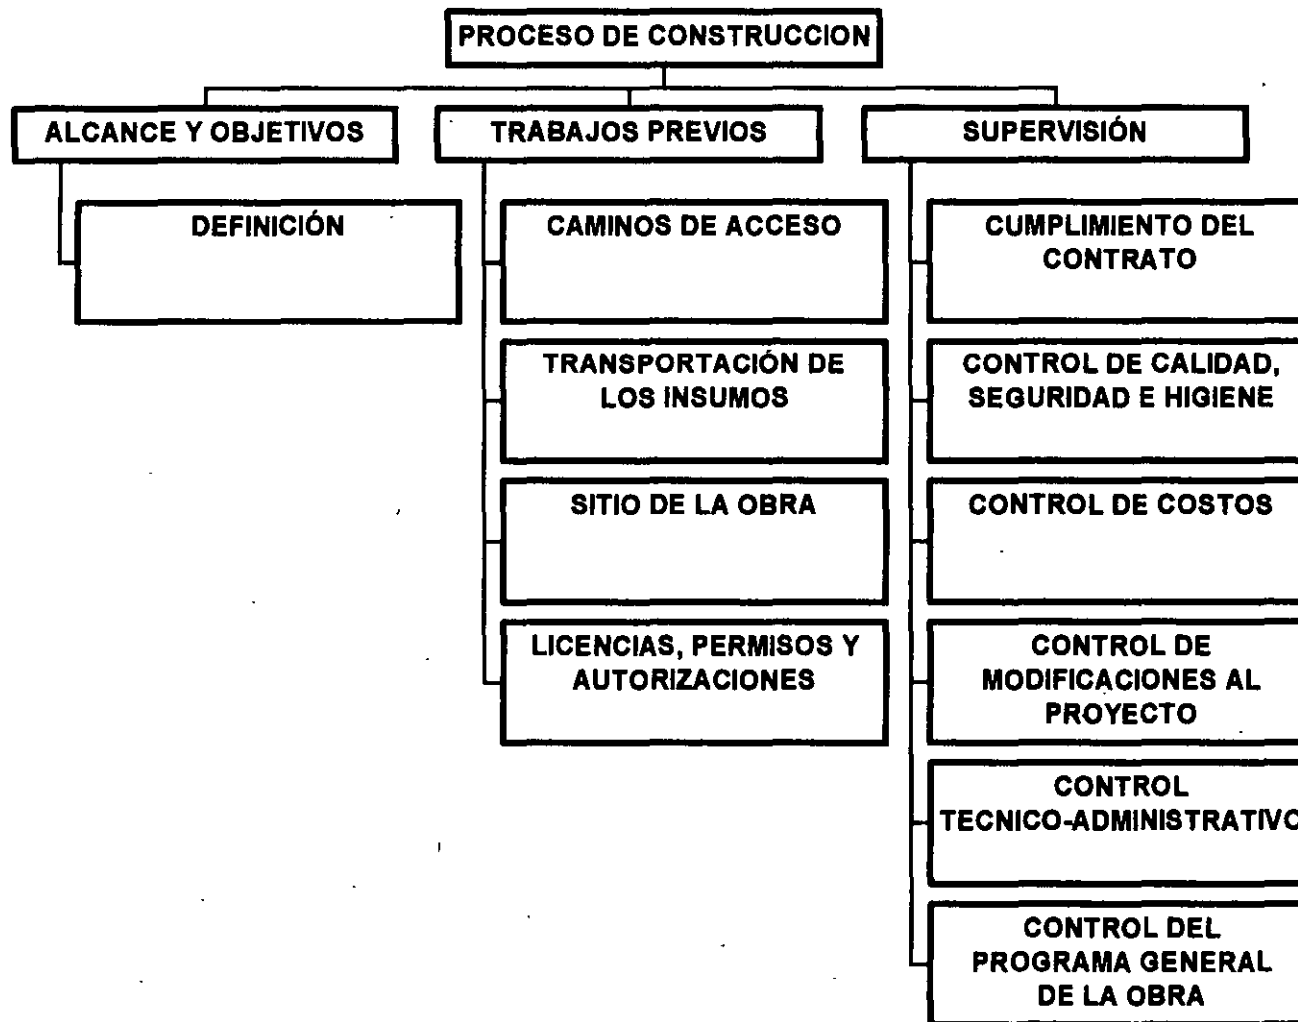 PROCESO DE CONSTRUCCION
ALCANCE Y OBJETIVOS
DEFINICIÓN
TRABAJOS PREVIOS
CAMINOS DE ACCESO
TRANSPORTACIÓN DE
LOS INSUMOS
SITIO DE LA OBRA
LICENCIAS, PERMISOS Y
AUTORIZACIONES
SUPERVISIÓN
CUMPLIMIENTO DEL
CONTRATO
CONTROL DE CALIDAD,
SEGURIDAD E HIGIENE
CONTROL DE COSTOS
CONTROL DE
MODIFICACIONES AL
PROYECTO
CONTROL
TECNICO-ADMINISTRATIVO
CONTROL DEL
PROGRAMA GENERAL
DE LA OBRA